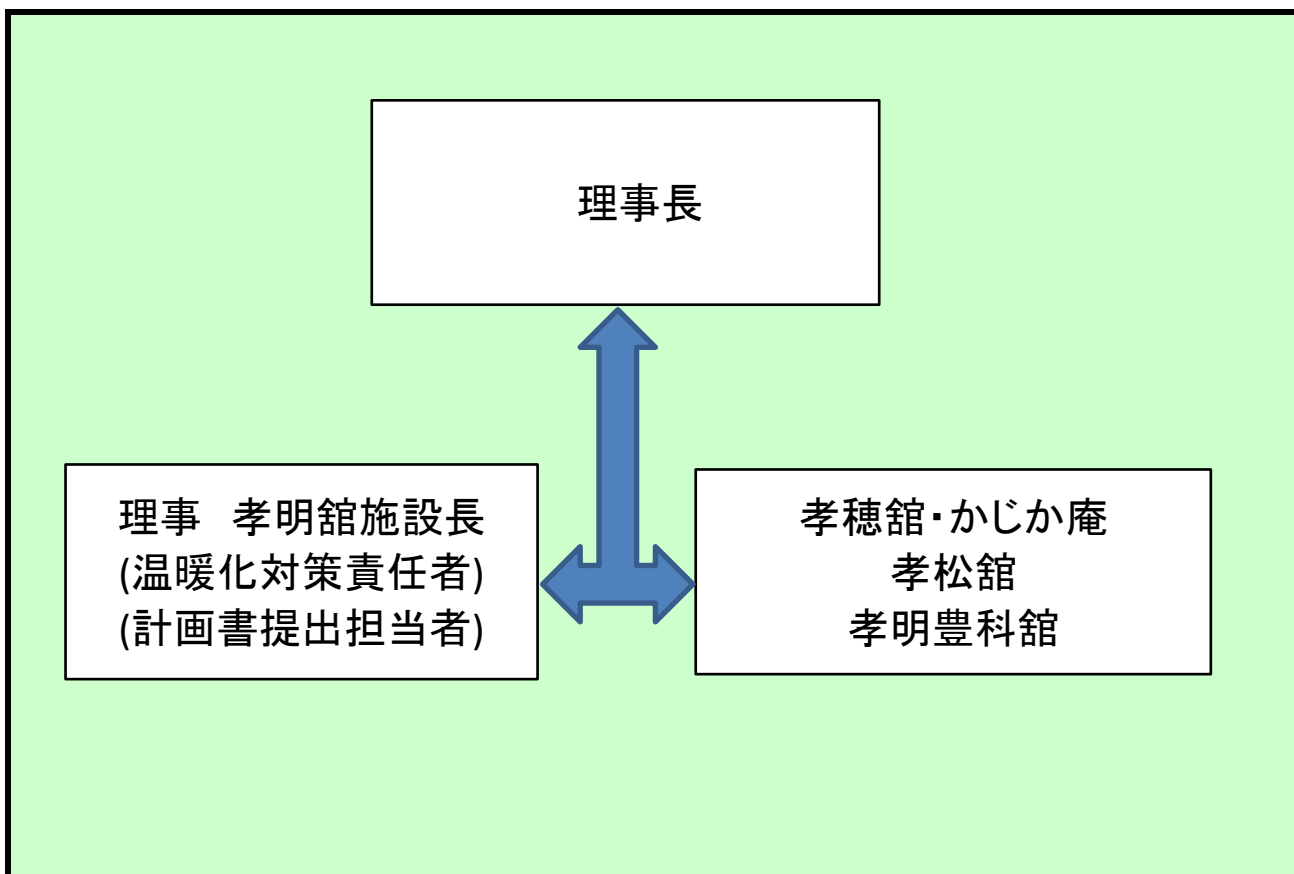 理事長
理事　孝明舘施設長
(温暖化対策責任者)
(計画書提出担当者)
孝穂舘・かじか庵
孝松舘
孝明豊科舘